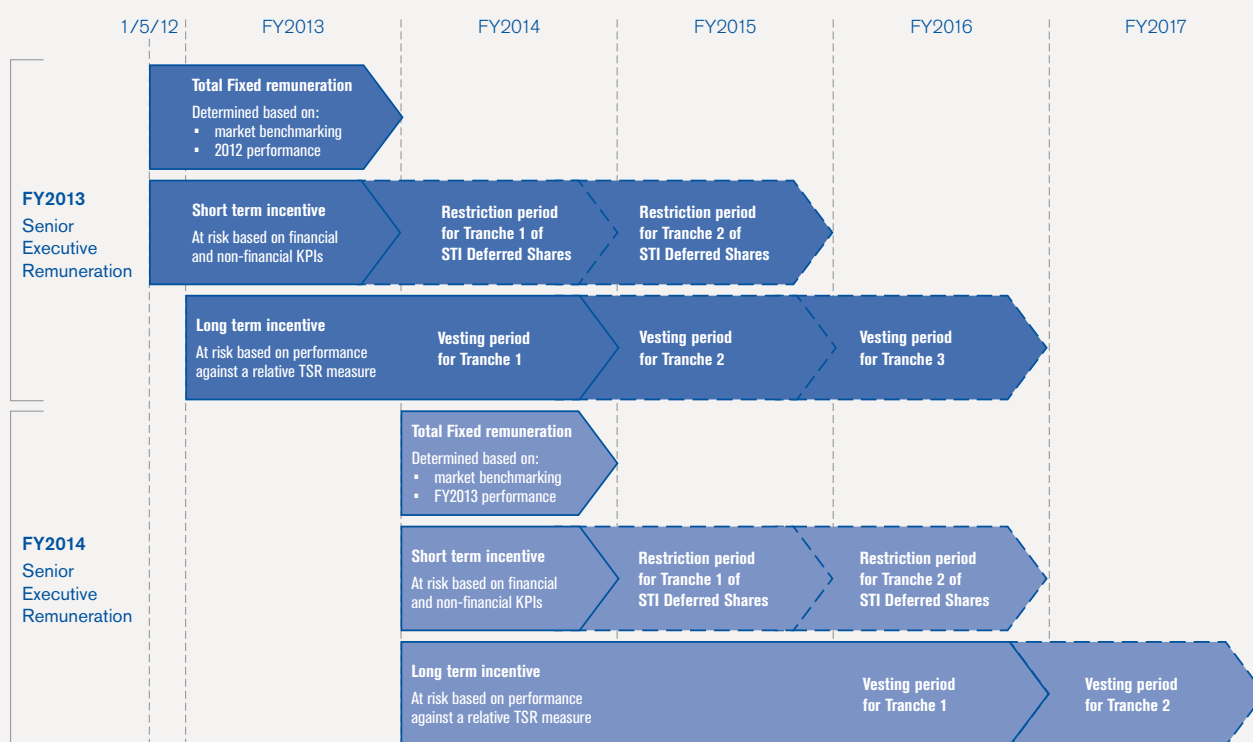 1/5/12
FY2013
FY2014
FY2015
FY2016
FY2017
FY2013
Senior
Executive
Remuneration
Total Fixed remuneration
Determined based on:
▪ market benchmarking
▪ 2012 performance
Short term incentive
At risk based on financial
and non-financial KPIs
Restriction period
for Tranche 1 of
STI Deferred Shares
Restriction period
for Tranche 2 of
STI Deferred Shares
Long term incentive
At risk based on performance
against a relative TSR measure
Vesting period
for Tranche 1
Vesting period
for Tranche 2
Vesting period
for Tranche 3
FY2014
Senior
Executive
Remuneration
Total Fixed remuneration
Determined based on:
▪ market benchmarking
▪ FY2013 performance
Short term incentive
At risk based on financial
and non-financial KPIs
Restriction period
for Tranche 1 of
STI Deferred Shares
Restriction period
for Tranche 2 of
STI Deferred Shares
Long term incentive
At risk based on performance
against a relative TSR measure
Vesting period
for Tranche 1
Vesting period
for Tranche 2